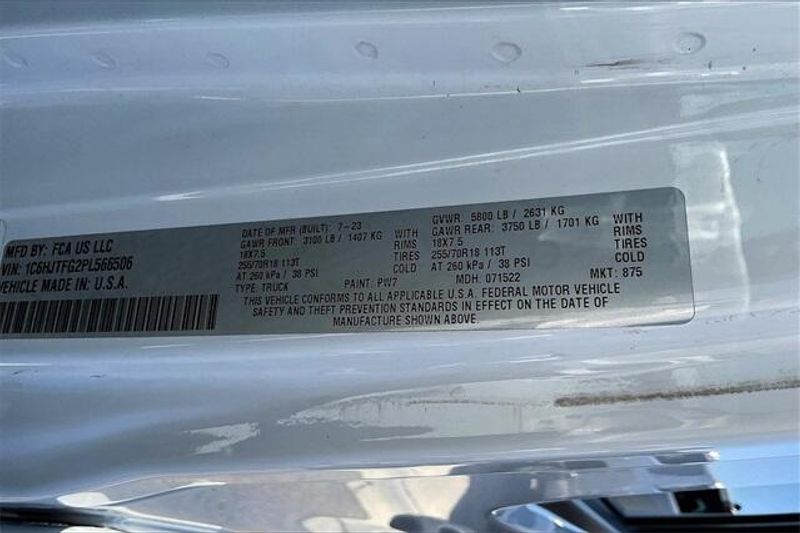 MFD BY: FCA US LLC
VIN: 1C6HJTFG2PL566506
VEHICLE MADE IN U.S.A.
DATE OF MFR (BUILT): 7-23
GAWR FRONT: 3100 LB / 1407 KG WITH
18X7.5 RIMS
255/70R18 113T TIRES
AT 260 kPa / 38 PSI COLD
GVWR 5800 LB / 2631 KG
GAWR REAR: 3750 LB / 1701 KG WITH
18X7.5 RIMS
255/70R18 113T TIRES
AT 260 kPa / 38 PSI COLD
TYPE: TRUCK PAINT: PW7 MDH: 071522 MKT: 875
THIS VEHICLE CONFORMS TO ALL APPLICABLE U.S.A. FEDERAL MOTOR VEHICLE
SAFETY AND THEFT PREVENTION STANDARDS IN EFFECT ON THE DATE OF
MANUFACTURE SHOWN ABOVE.